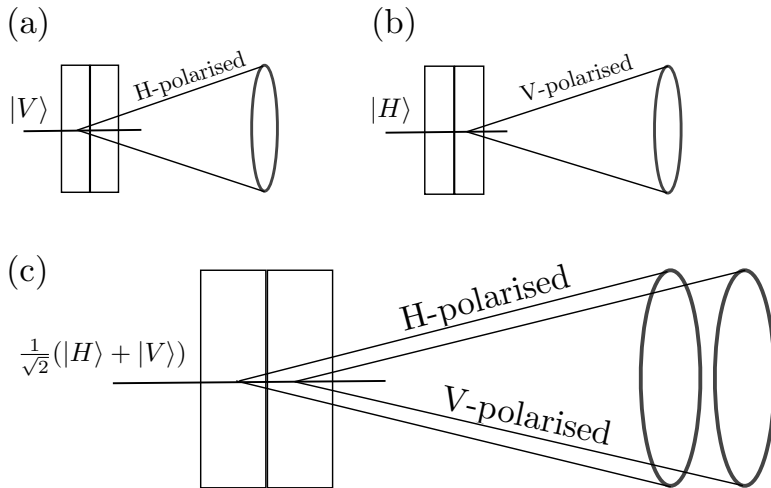 (a)
H-polarised
|V⟩
(b)
V-polarised
|H⟩
(c)
H-polarised
1/√2(|H⟩ + |V⟩)
V-polarised